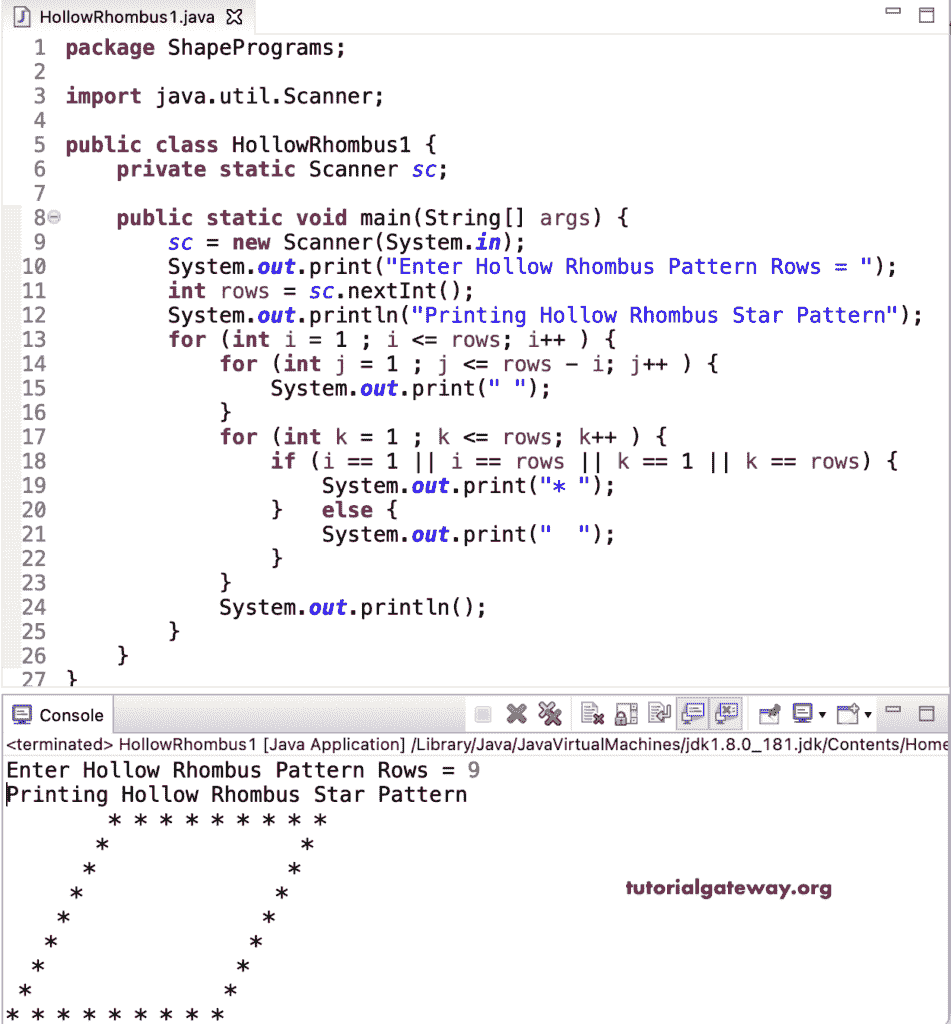 HollowRhombus1.java
1 package ShapePrograms;
2
3 import java.util.Scanner;
4
5 public class HollowRhombus1 {
6     private static Scanner sc;
7
8     public static void main(String[] args) {
9         sc = new Scanner(System.in);
10         System.out.print("Enter Hollow Rhombus Pattern Rows = ");
11         int rows = sc.nextInt();
12         System.out.println("Printing Hollow Rhombus Star Pattern");
13         for (int i = 1 ; i <= rows; i++ ) {
14             for (int j = 1 ; j <= rows - i; j++ ) {
15                 System.out.print(" ");
16             }
17             for (int k = 1 ; k <= rows; k++ ) {
18                 if (i == 1 || i == rows || k == 1 || k == rows) {
19                     System.out.print("* ");
20                 }   else {
21                     System.out.print("  ");
22                 }
23             }
24             System.out.println();
25         }
26     }
27 }
Console
<terminated> HollowRhombus1 [Java Application] /Library/Java/JavaVirtualMachines/jdk1.8.0_181.jdk/Contents/Home
Enter Hollow Rhombus Pattern Rows = 9
Printing Hollow Rhombus Star Pattern
        * * * * * * * * *
       *               *
      *               *
     *               *
    *               *
   *               *
  *               *
 *               *
* * * * * * * * *
tutorialgateway.org